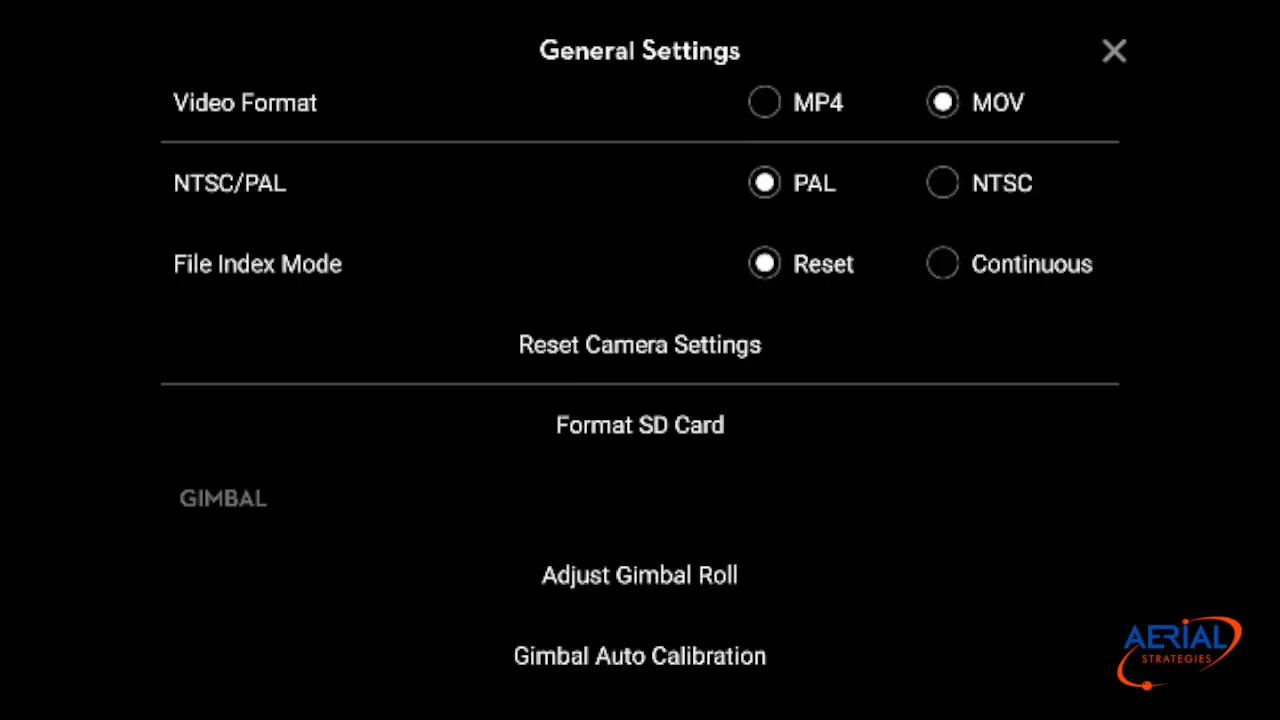 General Settings
Video Format MP4 MOV
NTSC/PAL PAL NTSC
File Index Mode Reset Continuous
Reset Camera Settings
Format SD Card
GIMBAL
Adjust Gimbal Roll
Gimbal Auto Calibration
AERIAL
STRATEGIES